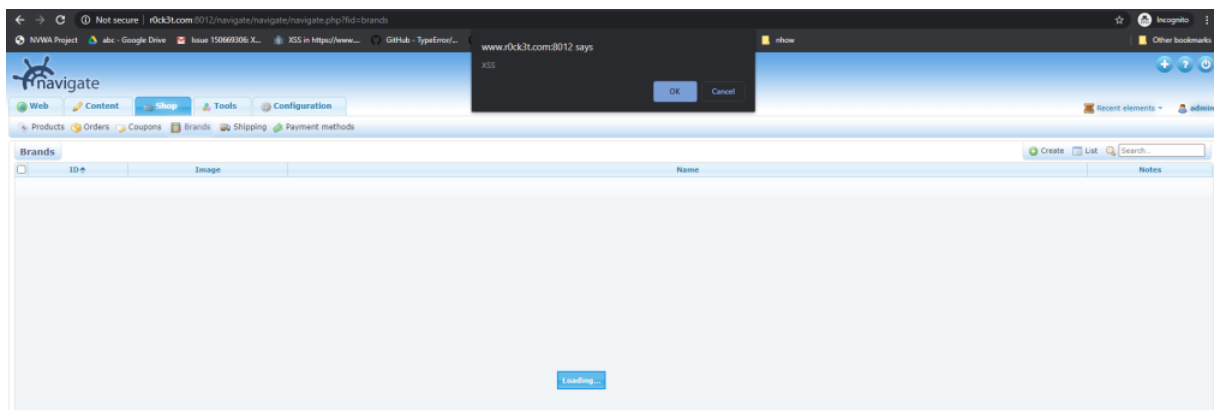 Not secure | r0ck3t.com:8012/navigate/navigate/navigate.php?fid=brands
Incognito
NVWA Project abc - Google Drive Issue 150669306: X... XSS in https://www.... GitHub - TypeError/... nhow Other bookmarks
www.r0ck3t.com:8012 says
XSS
OK Cancel
navigate
Web Content Shop Tools Configuration
Recent elements admin
Products Orders Coupons Brands Shipping Payment methods
Brands
Create List Search...
ID Image Name Notes
Loading...